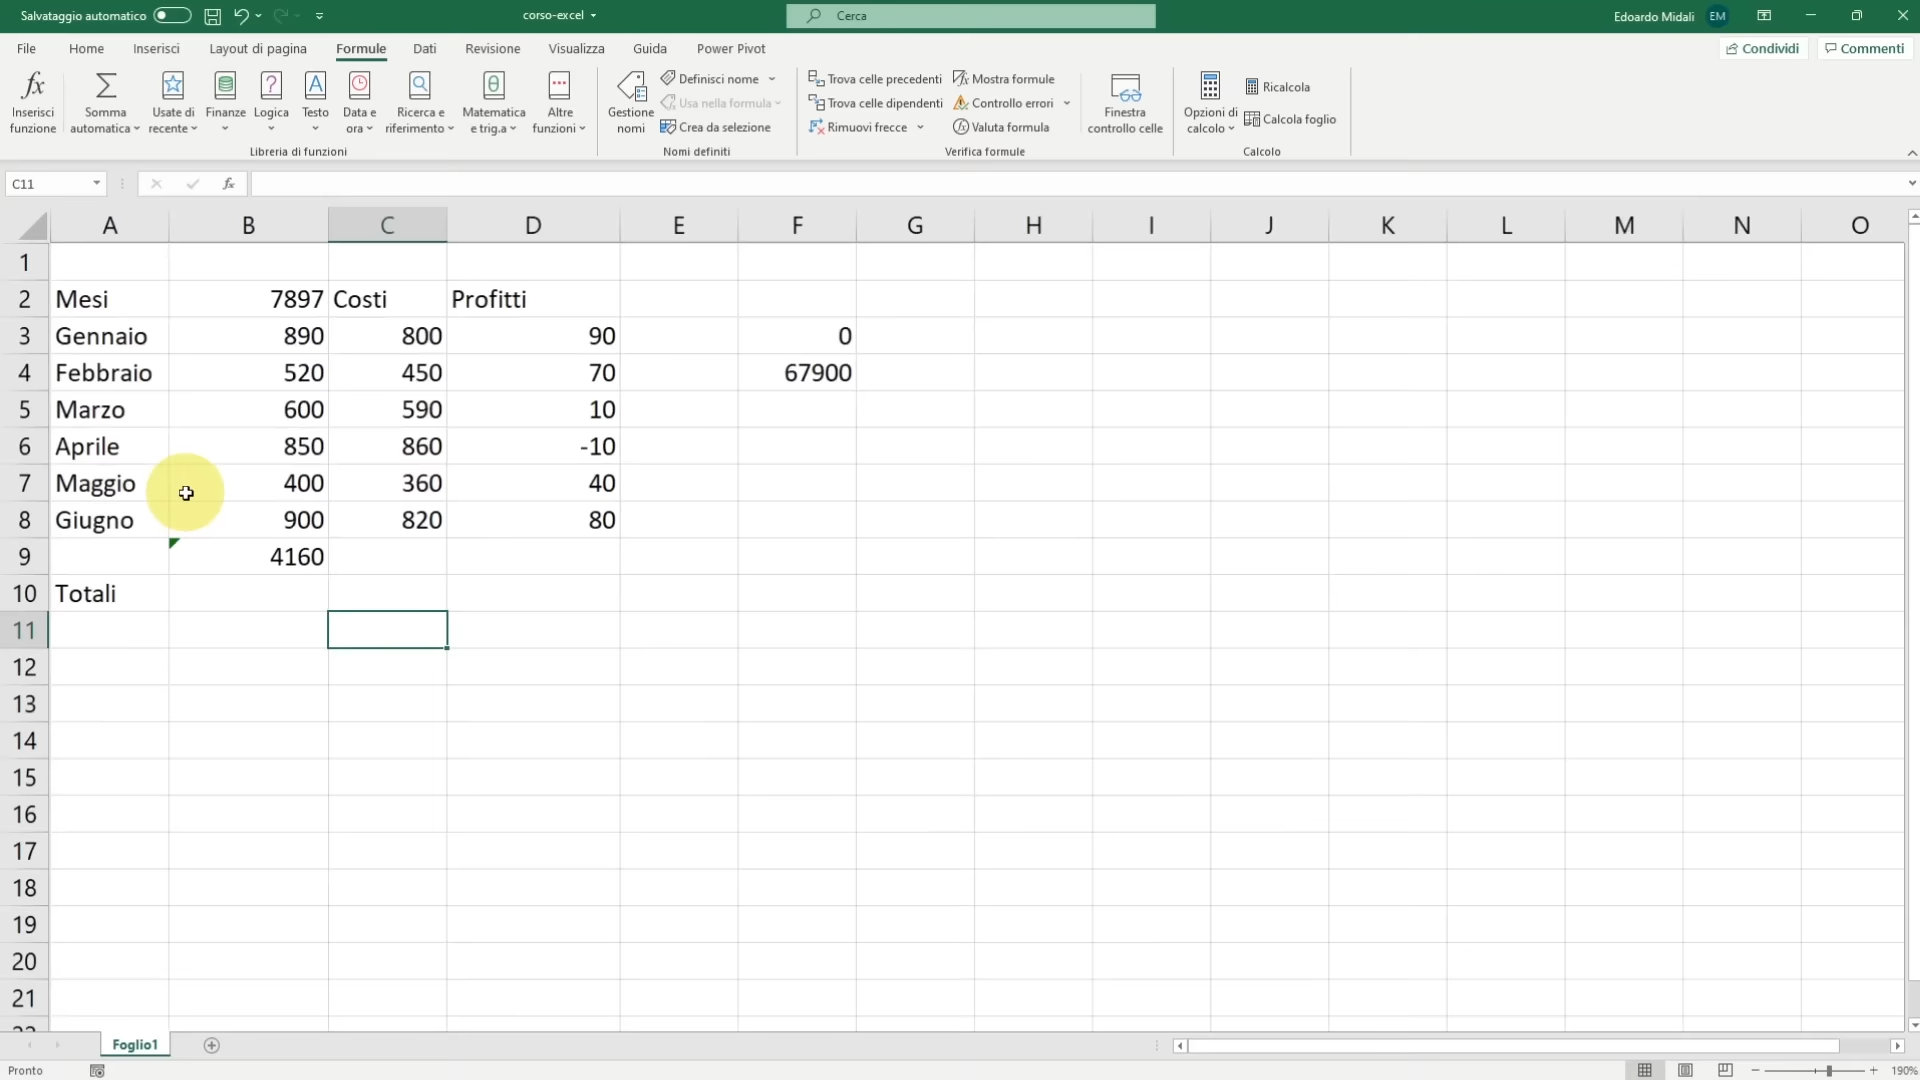 Salvataggio automatico corso-excel Cerca Edoardo Midali EM
File Home Inserisci Layout di pagina Formule Dati Revisione Visualizza Guida Power Pivot Condividi Commenti
fx Inserisci funzione
Somma automatica
Usate di recente
Finanze
Logica
Testo
Data e ora
Ricerca e riferimento
Matematica e trig.a
Altre funzioni
Libreria di funzioni
Gestione nomi
Definisci nome
Usa nella formula
Crea da selezione
Nomi definiti
Trova celle precedenti
Trova celle dipendenti
Rimuovi frecce
Mostra formule
Controllo errori
Valuta formula
Verifica formule
Finestra controllo celle
Opzioni di calcolo
Ricalcola
Calcola foglio
Calcolo
C11 fx
A B C D E F G H I J K L M N O
1
2 Mesi 7897 Costi Profitti
3 Gennaio 890 800 90 0
4 Febbraio 520 450 70 67900
5 Marzo 600 590 10
6 Aprile 850 860 -10
7 Maggio 400 360 40
8 Giugno 900 820 80
9 4160
10 Totali
11
12
13
14
15
16
17
18
19
20
21
22
Foglio1
Pronto 190%